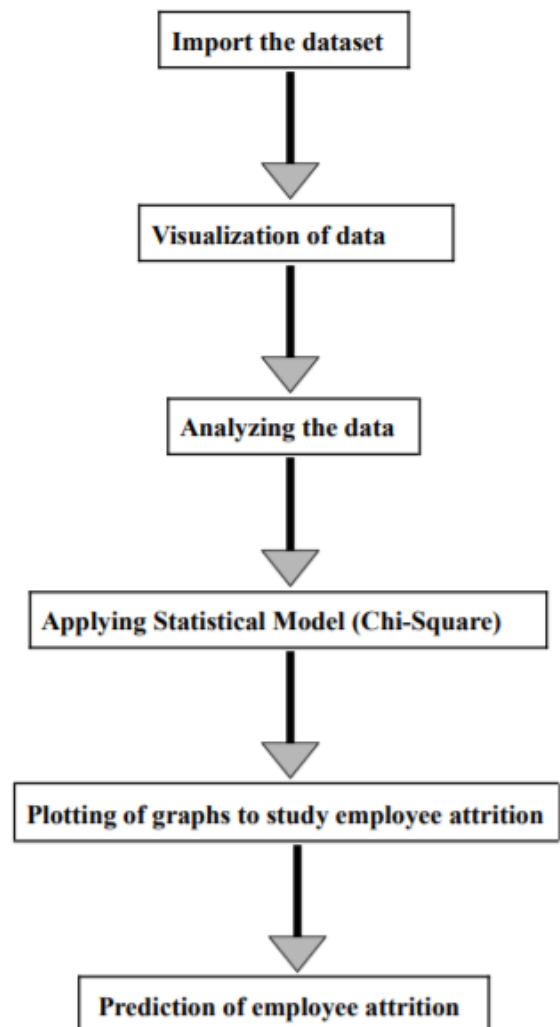 Import the dataset
Visualization of data
Analyzing the data
Applying Statistical Model (Chi-Square)
Plotting of graphs to study employee attrition
Prediction of employee attrition